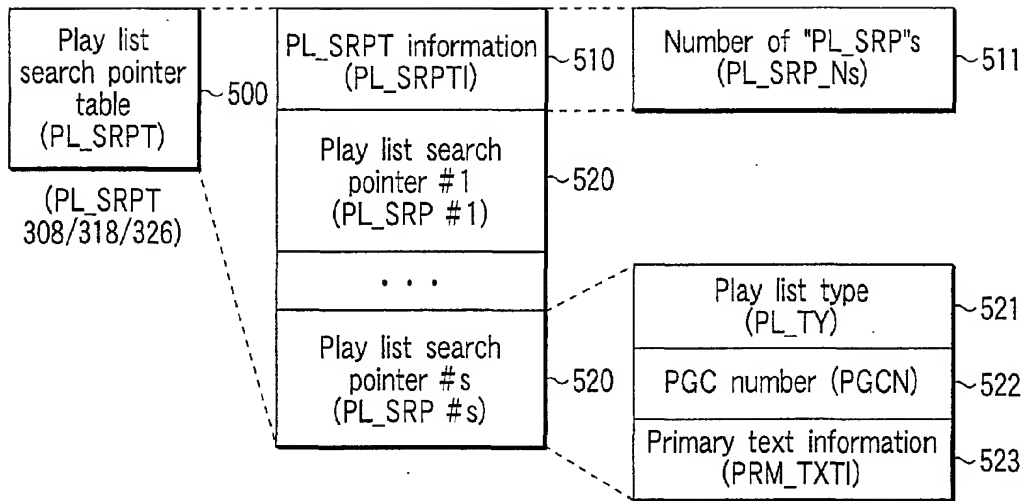 Play list
search pointer
table
(PL_SRPT)
500
(PL_SRPT
308/318/326)
PL_SRPT information
(PL_SRPTI)
510
Number of "PL_SRP"s
(PL_SRP_Ns)
511
Play list search
pointer #1
(PL_SRP #1)
520
. . .
Play list search
pointer #s
(PL_SRP #s)
520
Play list type
(PL_TY)
521
PGC number (PGCN)
522
Primary text information
(PRM_TXTI)
523